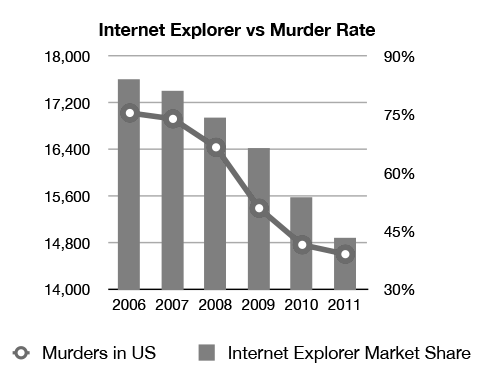 Internet Explorer vs Murder Rate
18,000 90%
17,200 75%
16,400 60%
15,600 45%
14,800
14,000 30%
2006 2007 2008 2009 2010 2011
Murders in US Internet Explorer Market Share